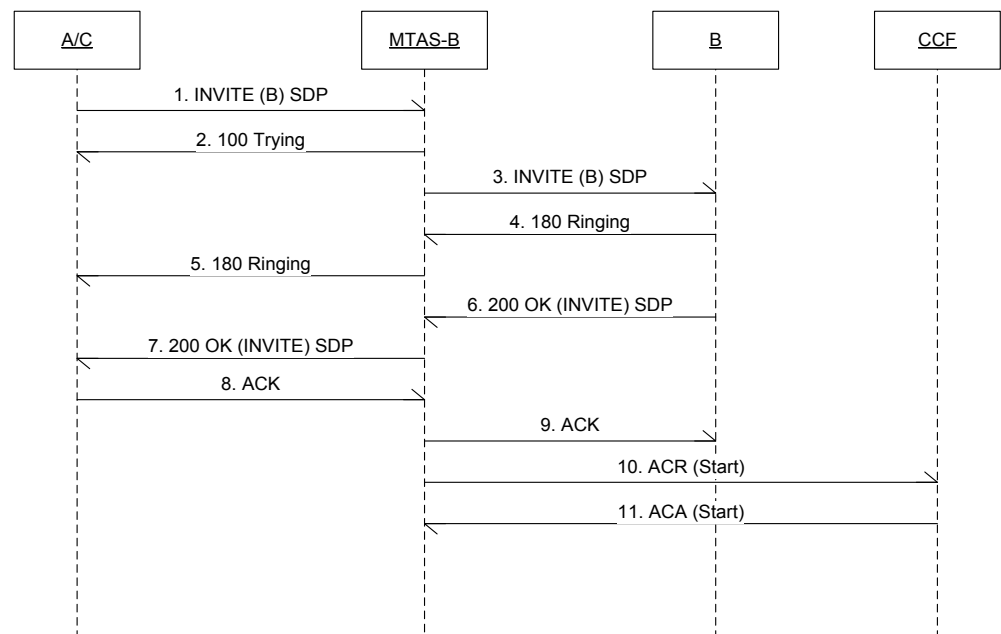 A/C
MTAS-B
B
CCF
1. INVITE (B) SDP
2. 100 Trying
3. INVITE (B) SDP
4. 180 Ringing
5. 180 Ringing
6. 200 OK (INVITE) SDP
7. 200 OK (INVITE) SDP
8. ACK
9. ACK
10. ACR (Start)
11. ACA (Start)